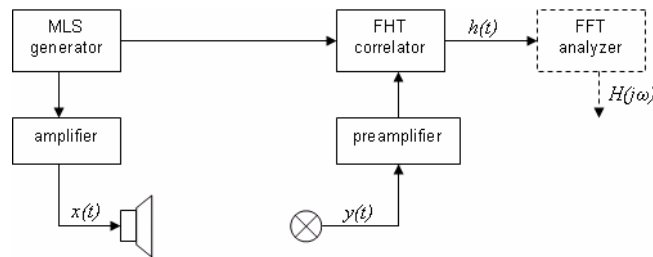 MLS
generator
FHT
correlator
h(t)
FFT
analyzer
H(jω)
amplifier
preamplifier
x(t)
y(t)